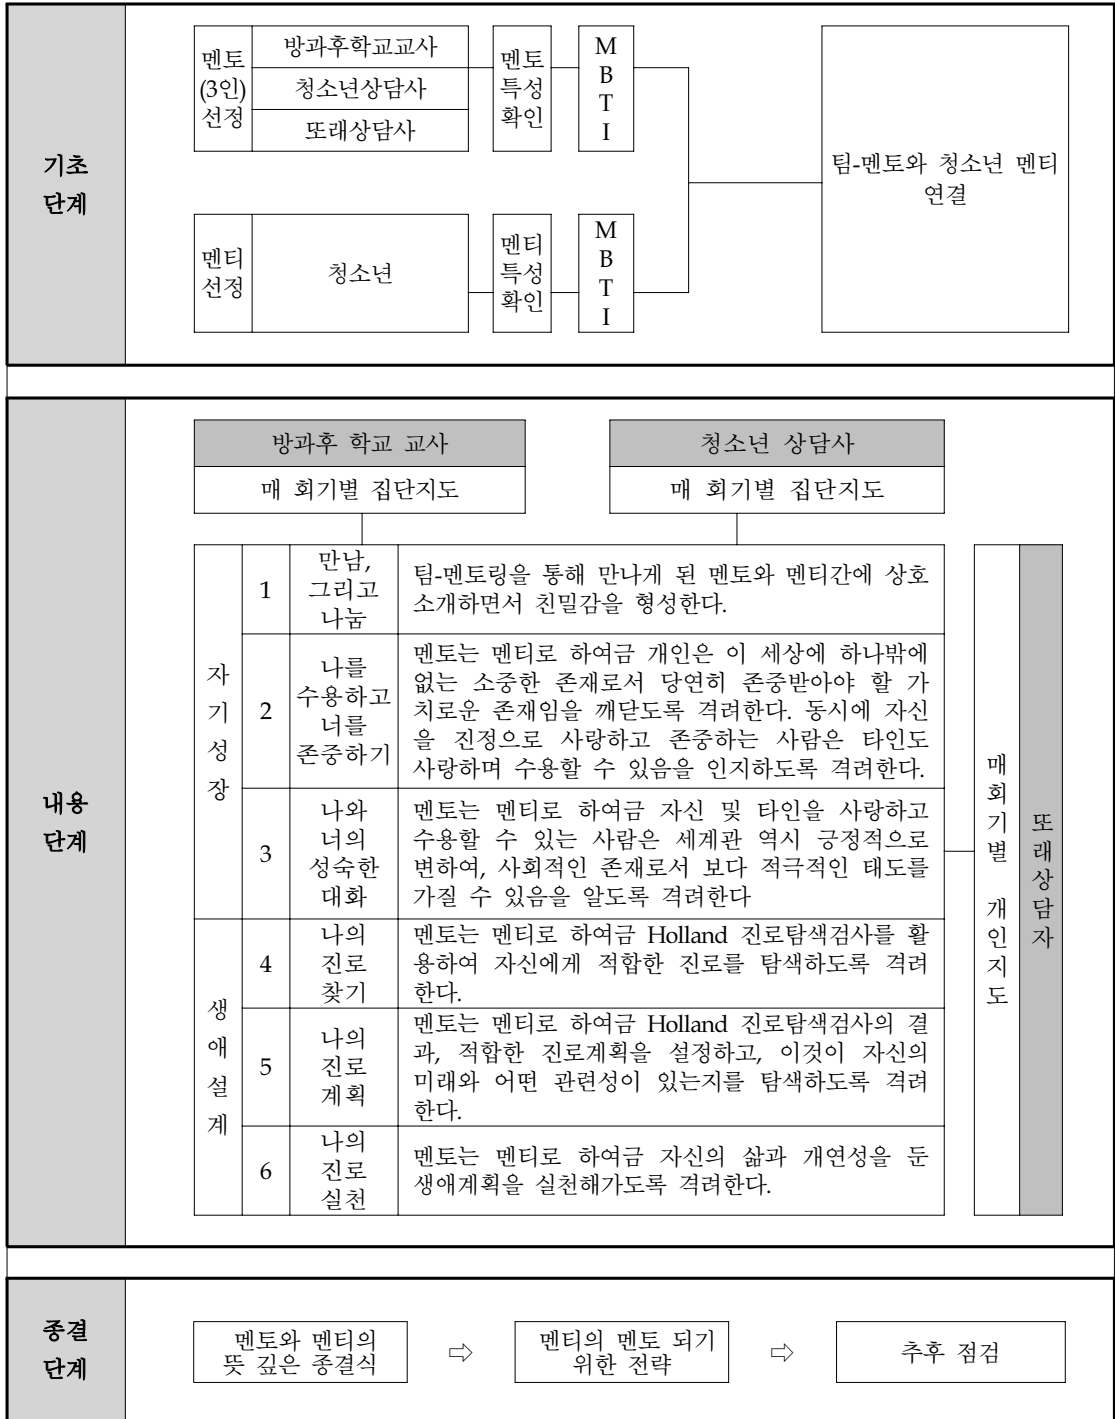 기초
단계
멘토
(3인)
선정
방과후학교교사
청소년상담사
또래상담사
멘토
특성
확인
M
B
T
I
멘티
선정
청소년
멘티
특성
확인
M
B
T
I
팀-멘토와 청소년 멘티
연결
내용
단계
방과후 학교 교사
매 회기별 집단지도
청소년 상담사
매 회기별 집단지도
자
기
성
장
1
만남,
그리고
나눔
팀-멘토링을 통해 만나게 된 멘토와 멘티간에 상호
소개하면서 친밀감을 형성한다.
2
나를
수용하고
너를
존중하기
멘토는 멘티로 하여금 개인은 이 세상에 하나밖에
없는 소중한 존재로서 당연히 존중받아야 할 가
치로운 존재임을 깨닫도록 격려한다. 동시에 자신
을 진정으로 사랑하고 존중하는 사람은 타인도
사랑하며 수용할 수 있음을 인지하도록 격려한다.
3
나와
너의
성숙한
대화
멘토는 멘티로 하여금 자신 및 타인을 사랑하고
수용할 수 있는 사람은 세계관 역시 긍정적으로
변하여, 사회적인 존재로서 보다 적극적인 태도를
가질 수 있음을 알도록 격려한다
생
애
설
계
4
나의
진로
찾기
멘토는 멘티로 하여금 Holland 진로탐색검사를 활
용하여 자신에게 적합한 진로를 탐색하도록 격려
한다.
5
나의
진로
계획
멘토는 멘티로 하여금 Holland 진로탐색검사의 결
과, 적합한 진로계획을 설정하고, 이것이 자신의
미래와 어떤 관련성이 있는지를 탐색하도록 격려
한다.
6
나의
진로
실천
멘토는 멘티로 하여금 자신의 삶과 개연성을 둔
생애계획을 실천해가도록 격려한다.
매
회
기
별
개
인
지
도
또
래
상
담
자
종결
단계
멘토와 멘티의
뜻 깊은 종결식
⇨
멘티의 멘토 되기
위한 전략
⇨
추후 점검